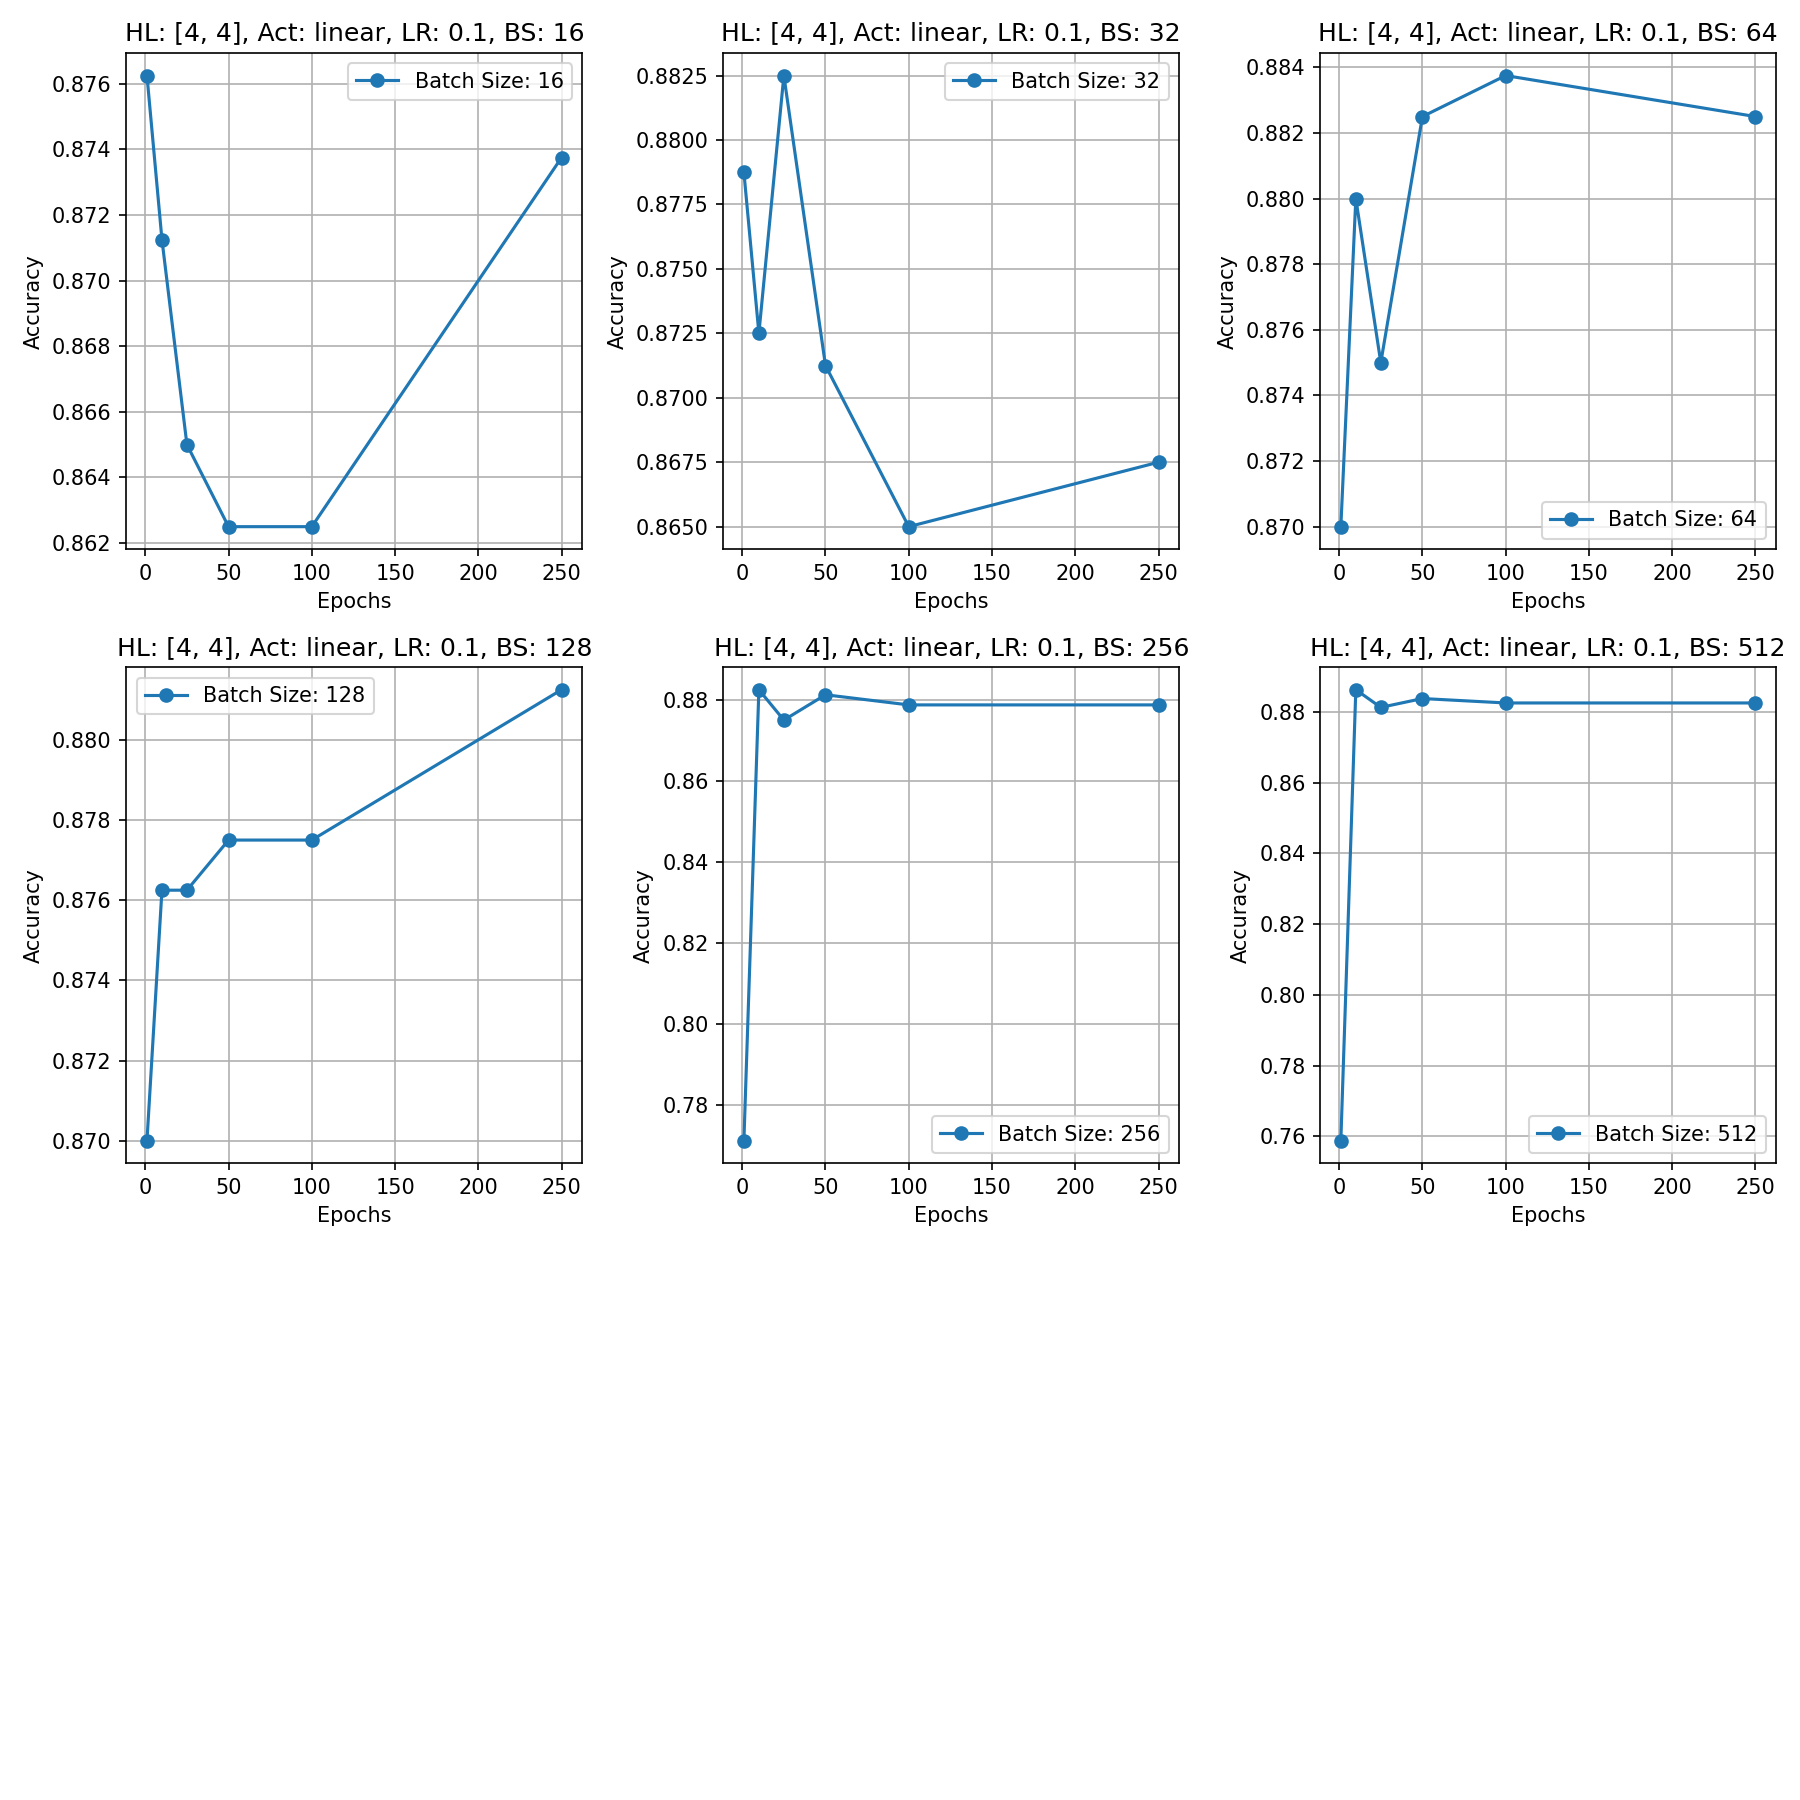 HL: [4, 4], Act: linear, LR: 0.1, BS: 16
Batch Size: 16
0.876
0.874
0.872
0.870
0.868
0.866
0.864
0.862
Accuracy
0 50 100 150 200 250
Epochs
HL: [4, 4], Act: linear, LR: 0.1, BS: 32
Batch Size: 32
0.8825
0.8800
0.8775
0.8750
0.8725
0.8700
0.8675
0.8650
Accuracy
0 50 100 150 200 250
Epochs
HL: [4, 4], Act: linear, LR: 0.1, BS: 64
0.884
0.882
0.880
0.878
0.876
0.874
0.872
0.870
Accuracy
Batch Size: 64
0 50 100 150 200 250
Epochs
HL: [4, 4], Act: linear, LR: 0.1, BS: 128
Batch Size: 128
0.880
0.878
0.876
0.874
0.872
0.870
Accuracy
0 50 100 150 200 250
Epochs
HL: [4, 4], Act: linear, LR: 0.1, BS: 256
0.88
0.86
0.84
0.82
0.80
0.78
Accuracy
Batch Size: 256
0 50 100 150 200 250
Epochs
HL: [4, 4], Act: linear, LR: 0.1, BS: 512
0.88
0.86
0.84
0.82
0.80
0.78
0.76
Accuracy
Batch Size: 512
0 50 100 150 200 250
Epochs